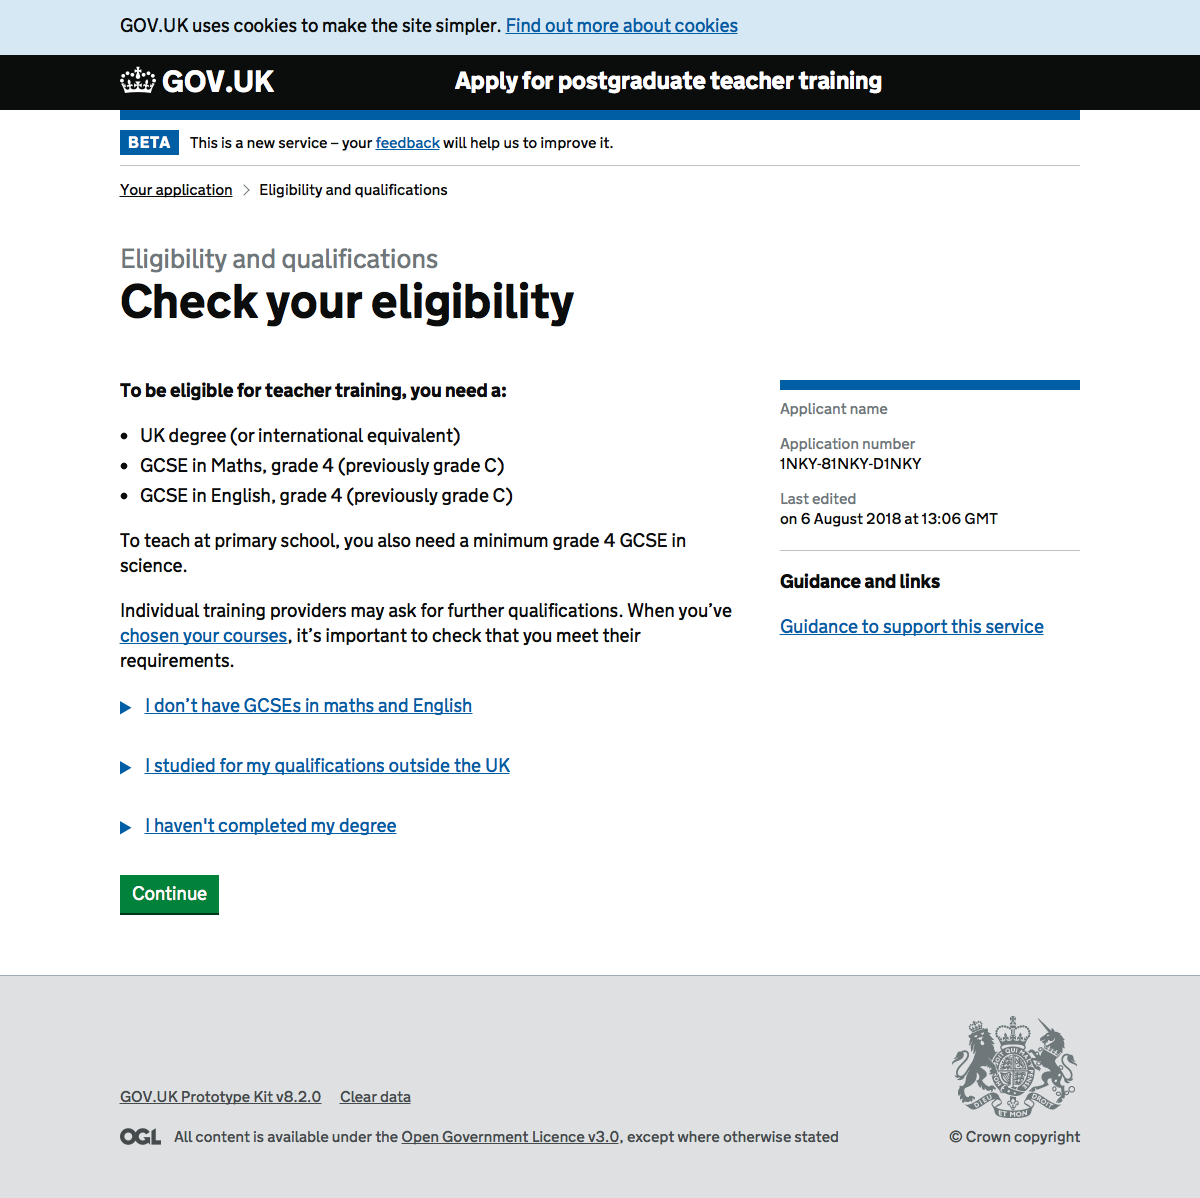 GOV.UK uses cookies to make the site simpler. Find out more about cookies
GOV.UK
Apply for postgraduate teacher training
BETA This is a new service – your feedback will help us to improve it.
Your application > Eligibility and qualifications
Eligibility and qualifications
Check your eligibility
To be eligible for teacher training, you need a:
• UK degree (or international equivalent)
• GCSE in Maths, grade 4 (previously grade C)
• GCSE in English, grade 4 (previously grade C)
To teach at primary school, you also need a minimum grade 4 GCSE in
science.
Individual training providers may ask for further qualifications. When you’ve
chosen your courses, it’s important to check that you meet their
requirements.
I don’t have GCSEs in maths and English
I studied for my qualifications outside the UK
I haven't completed my degree
Continue
Applicant name
Application number
1NKY-81NKY-D1NKY
Last edited
on 6 August 2018 at 13:06 GMT
Guidance and links
Guidance to support this service
GOV.UK Prototype Kit v8.2.0 Clear data
OGL All content is available under the Open Government Licence v3.0, except where otherwise stated
DIEU ET MON DROIT
© Crown copyright